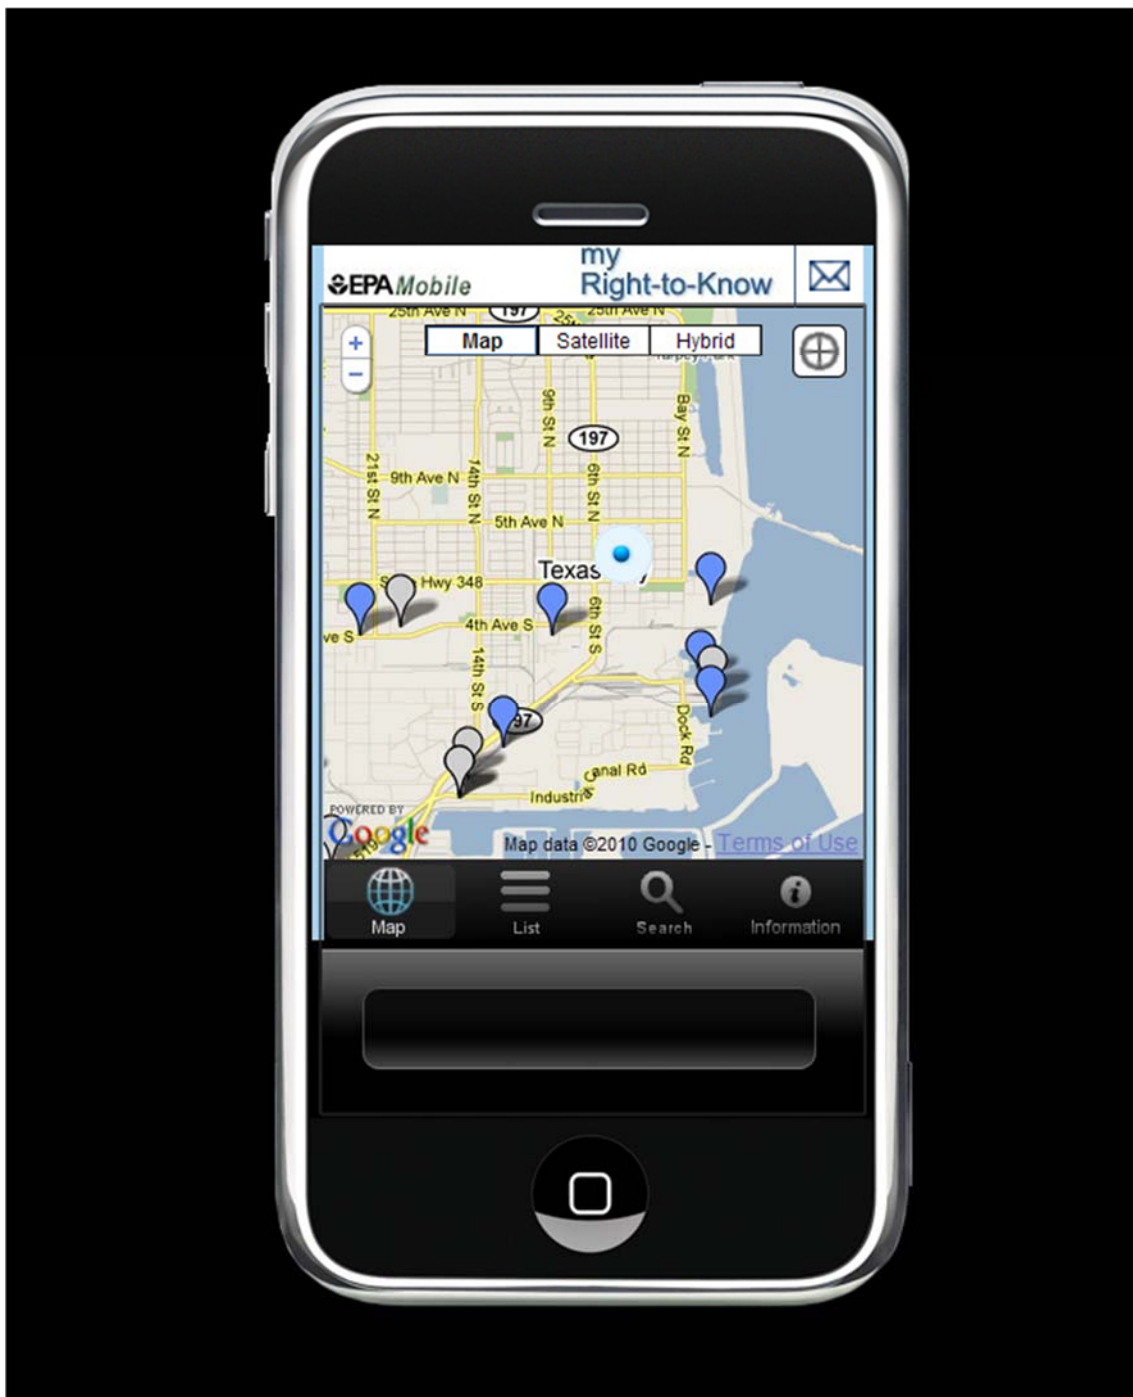 my
EPA Mobile
Right-to-Know
25th Ave N
197
25th Ave N
Map
Satellite
Hybrid
+
−
9th St N
Bay St N
197
21st St N
9th Ave N
14th St N
6th St N
5th Ave N
Texas
Hwy 348
4th Ave S
6th St S
ve S
14th St S
97
Dock Rd
anal Rd
Industri
POWERED BY
Google
519
Map data ©2010 Google - Terms of Use
Map
List
Search
Information